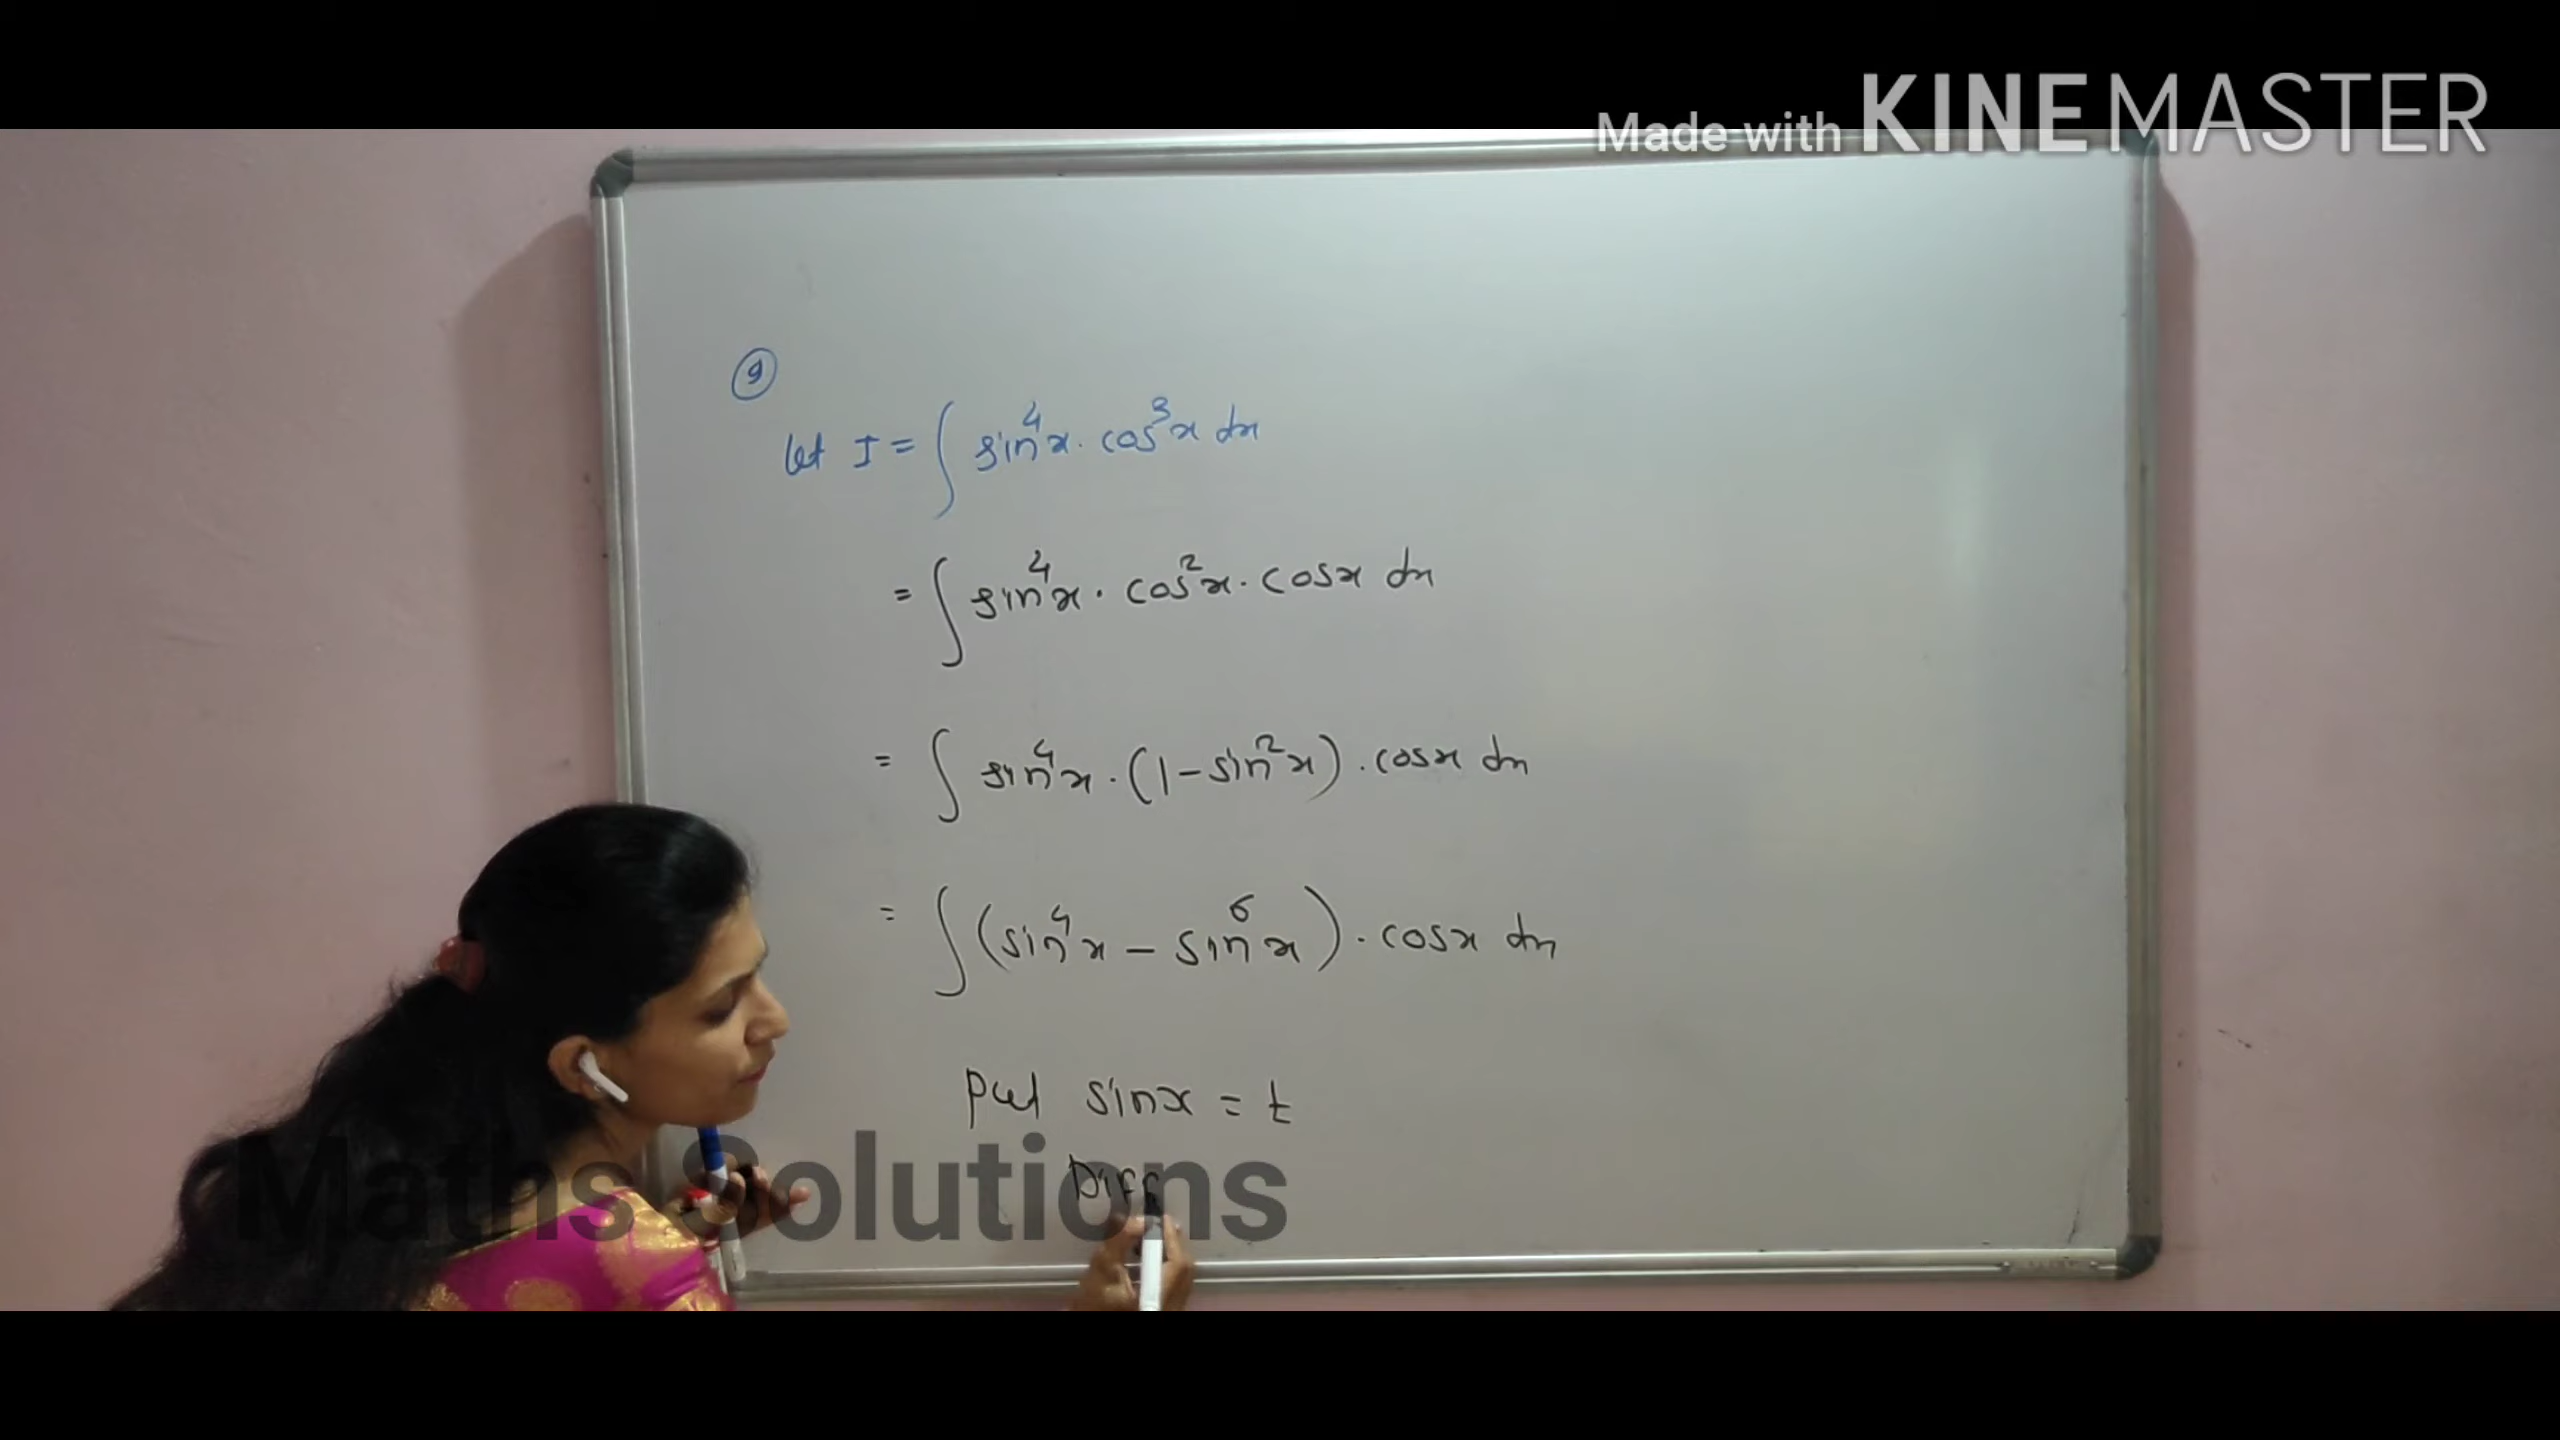 Made with KINEMASTER
9
let I = ∫ sin⁴x. cos³x dx
= ∫ sin⁴x . cos²x . cosx dx
= ∫ sin⁴x . (1 - sin²x) . cosx dx
= ∫ (sin⁴x - sin⁶x) . cosx dx
Put sinx = t
Diff
Maths Solutions